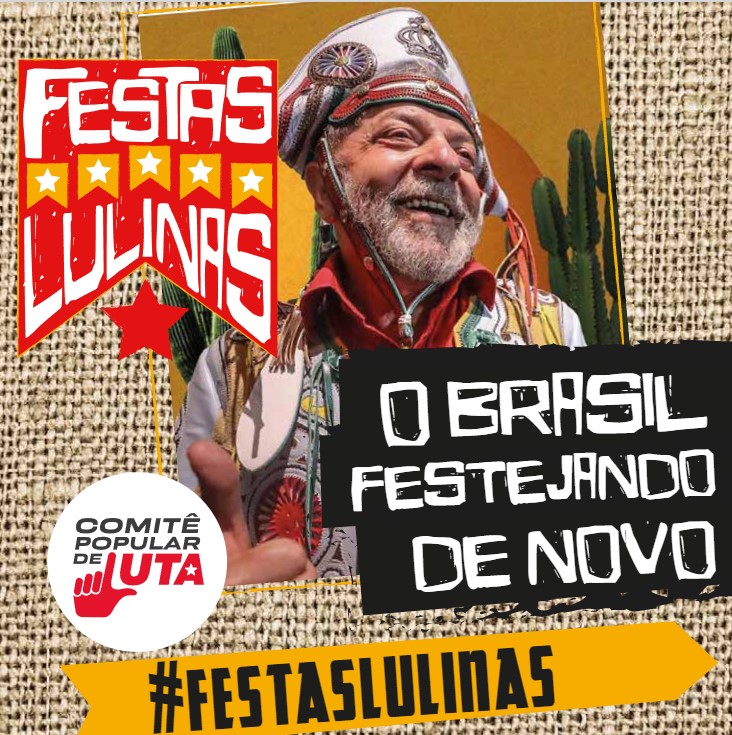 FESTAS
LULINAS
O BRASIL
FESTEJANDO
DE NOVO
COMITÊ
POPULAR
DE LUTA
#FESTASLULINAS